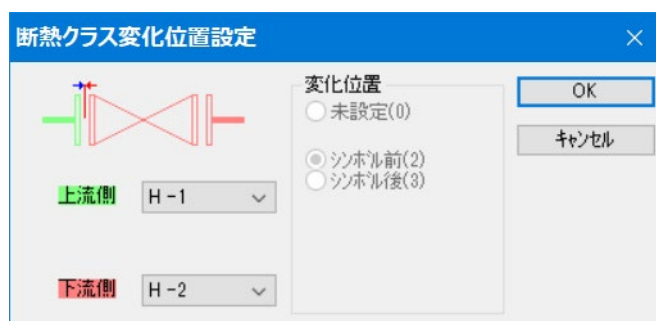 断熱クラス変化位置設定
変化位置
未設定(0)
シンボル前(2)
シンボル後(3)
OK
キャンセル
上流側 H-1
下流側 H-2